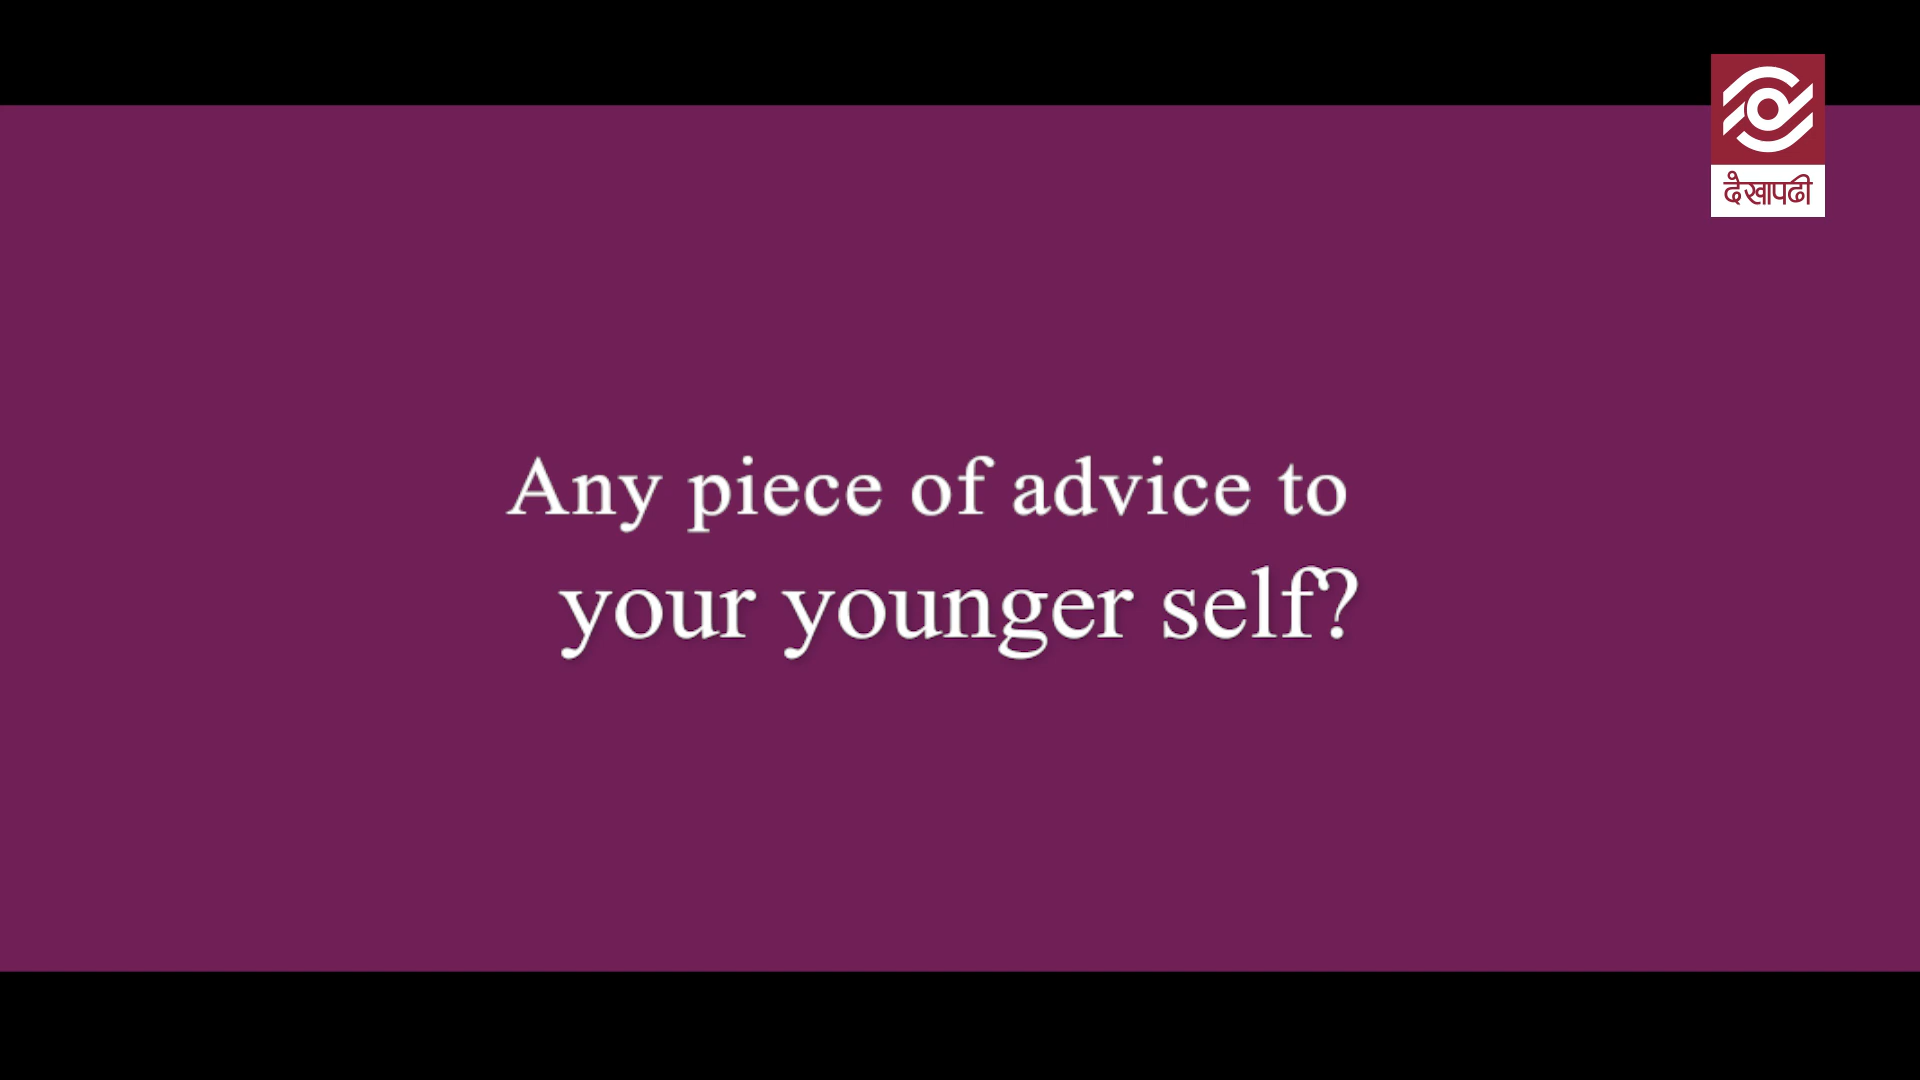 देखापढी
Any piece of advice to
your younger self?